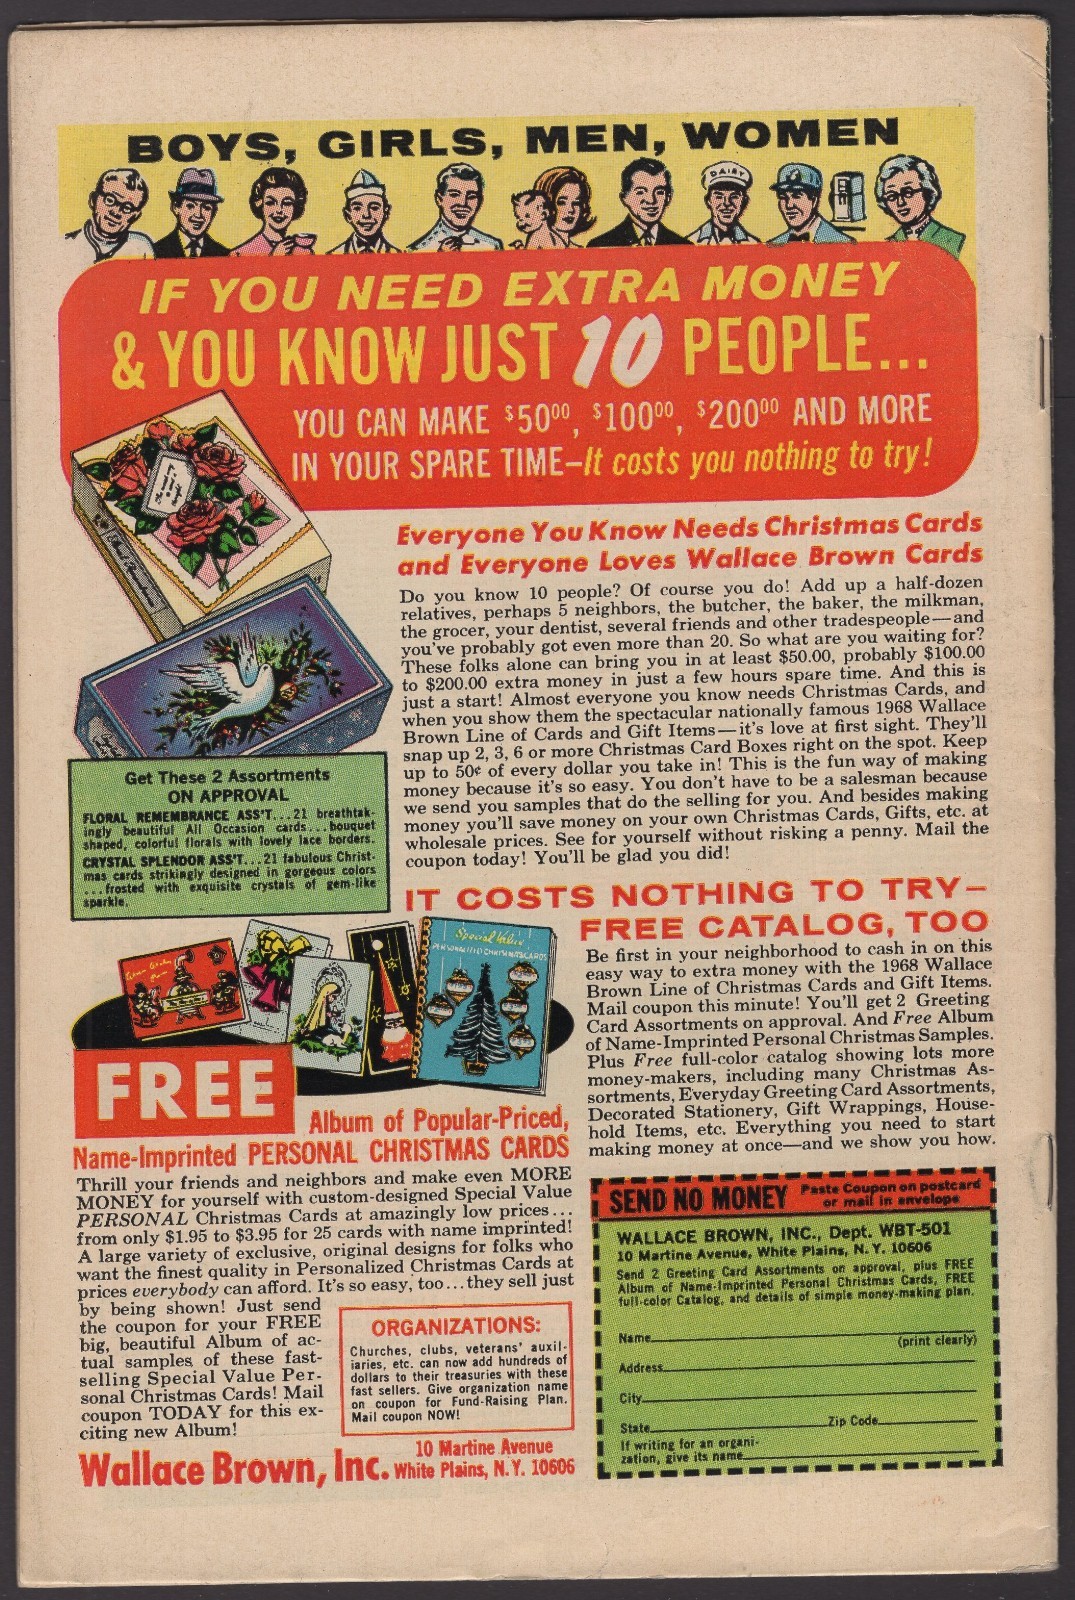 BOYS, GIRLS, MEN, WOMEN
DAIRY
IF YOU NEED EXTRA MONEY
& YOU KNOW JUST 10 PEOPLE...
YOU CAN MAKE $50⁰⁰, $100⁰⁰, $200⁰⁰ AND MORE
IN YOUR SPARE TIME—It costs you nothing to try!
Everyone You Know Needs Christmas Cards
and Everyone Loves Wallace Brown Cards
Do you know 10 people? Of course you do! Add up a half-dozen
relatives, perhaps 5 neighbors, the butcher, the baker, the milkman,
the grocer, your dentist, several friends and other tradespeople—and
you've probably got even more than 20. So what are you waiting for?
These folks alone can bring you in at least $50.00, probably $100.00
to $200.00 extra money in just a few hours spare time. And this is
just a start! Almost everyone you know needs Christmas Cards, and
when you show them the spectacular nationally famous 1968 Wallace
Brown Line of Cards and Gift Items—it's love at first sight. They'll
snap up 2, 3, 6 or more Christmas Card Boxes right on the spot. Keep
up to 50¢ of every dollar you take in! This is the fun way of making
money because it's so easy. You don't have to be a salesman because
we send you samples that do the selling for you. And besides making
money you'll save money on your own Christmas Cards, Gifts, etc. at
wholesale prices. See for yourself without risking a penny. Mail the
coupon today! You'll be glad you did!
Get These 2 Assortments
ON APPROVAL
FLORAL REMEMBRANCE ASS'T...21 breathtak-
ingly beautiful All Occasion cards...bouquet
shaped, colorful florals with lovely lace borders.
CRYSTAL SPLENDOR ASS'T...21 fabulous Christ-
mas cards strikingly designed in gorgeous colors
...frosted with exquisite crystals of gem-like
sparkle.
IT COSTS NOTHING TO TRY—
FREE CATALOG, TOO
Be first in your neighborhood to cash in on this
easy way to extra money with the 1968 Wallace
Brown Line of Christmas Cards and Gift Items.
Mail coupon this minute! You'll get 2 Greeting
Card Assortments on approval. And Free Album
of Name-Imprinted Personal Christmas Samples.
Plus Free full-color catalog showing lots more
money-makers, including many Christmas As-
sortments, Everyday Greeting Card Assortments,
Decorated Stationery, Gift Wrappings, House-
hold Items, etc. Everything you need to start
making money at once—and we show you how.
Special Value
PERSONALIZED CHRISTMAS CARDS
FREE
Album of Popular-Priced,
Name-Imprinted PERSONAL CHRISTMAS CARDS
Thrill your friends and neighbors and make even MORE
MONEY for yourself with custom-designed Special Value
PERSONAL Christmas Cards at amazingly low prices...
from only $1.95 to $3.95 for 25 cards with name imprinted!
A large variety of exclusive, original designs for folks who
want the finest quality in Personalized Christmas Cards at
prices everybody can afford. It's so easy, too...they sell just
by being shown! Just send
the coupon for your FREE
big, beautiful Album of ac-
tual samples of these fast-
selling Special Value Per-
sonal Christmas Cards! Mail
coupon TODAY for this ex-
citing new Album!
ORGANIZATIONS:
Churches, clubs, veterans' auxil-
iaries, etc. can now add hundreds of
dollars to their treasuries with these
fast sellers. Give organization name
on coupon for Fund-Raising Plan.
Mail coupon NOW!
Wallace Brown, Inc. 10 Martine Avenue
White Plains, N.Y. 10606
SEND NO MONEY Paste Coupon on postcard
or mail in envelope
WALLACE BROWN, INC., Dept. WBT-501
10 Martine Avenue, White Plains, N. Y. 10606
Send 2 Greeting Card Assortments on approval, plus FREE
Album of Name-Imprinted Personal Christmas Cards, FREE
full-color Catalog, and details of simple money-making plan.
Name
(print clearly)
Address
City
State Zip Code
If writing for an organi-
zation, give its name